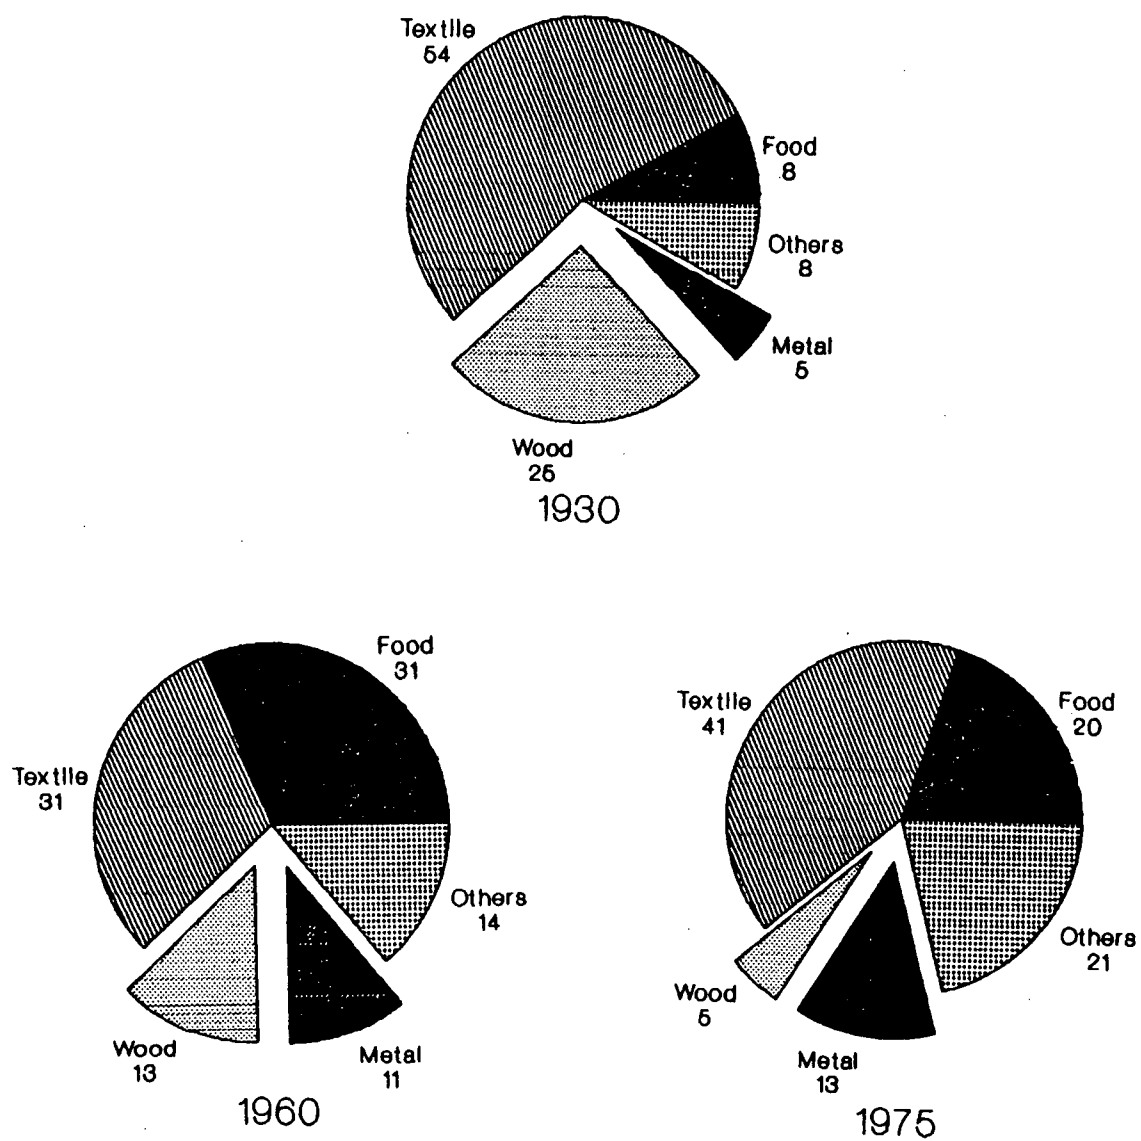 Textile
54
Food
8
Others
8
Metal
5
Wood
25
1930
Food
31
Textile
31
Others
14
Wood
13
Metal
11
1960
Textile
41
Food
20
Others
21
Wood
5
Metal
13
1975